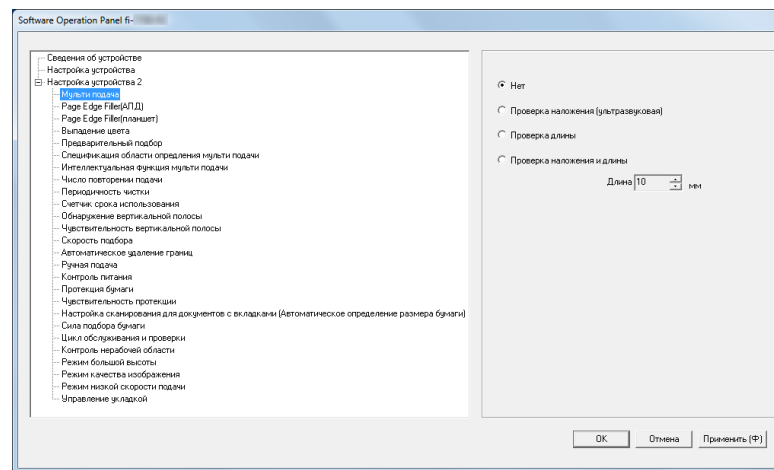 Software Operation Panel fi-
Сведения об устройстве
Настройка устройства
Настройка устройства 2
Мульти подача
Page Edge Filler(АПД)
Page Edge Filler(планшет)
Выпадение цвета
Предварительный подбор
Спецификация области опредления мульти подачи
Интеллектуальная функция мульти подачи
Число повторении подачи
Периодичность чистки
Счетчик срока использования
Обнаружение вертикальной полосы
Чувствительность вертикальной полосы
Скорость подбора
Автоматическое удаление границ
Ручная подача
Контроль питания
Протекция бумаги
Чувствительность протекции
Настройка сканирования для документов с вкладками (Автоматическое определение размера бумаги)
Сила подбора бумаги
Цикл обслуживания и проверки
Контроль нерабочей области
Режим большой высоты
Режим качества изображения
Режим низкой скорости подачи
Управление укладкой
Нет
Проверка наложения (ультразвуковая)
Проверка длины
Проверка наложения и длины
Длина 10 мм
OK Отмена Применить (Ф)